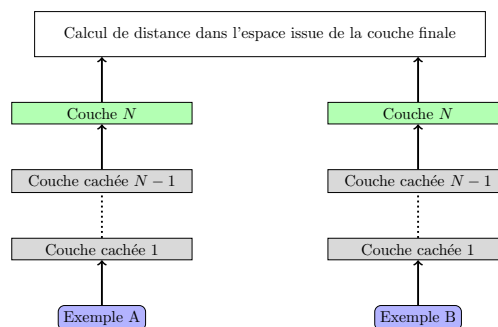 Calcul de distance dans l'espace issue de la couche finale
Couche N
Couche N
Couche cachée N − 1
Couche cachée N − 1
Couche cachée 1
Couche cachée 1
Exemple A
Exemple B